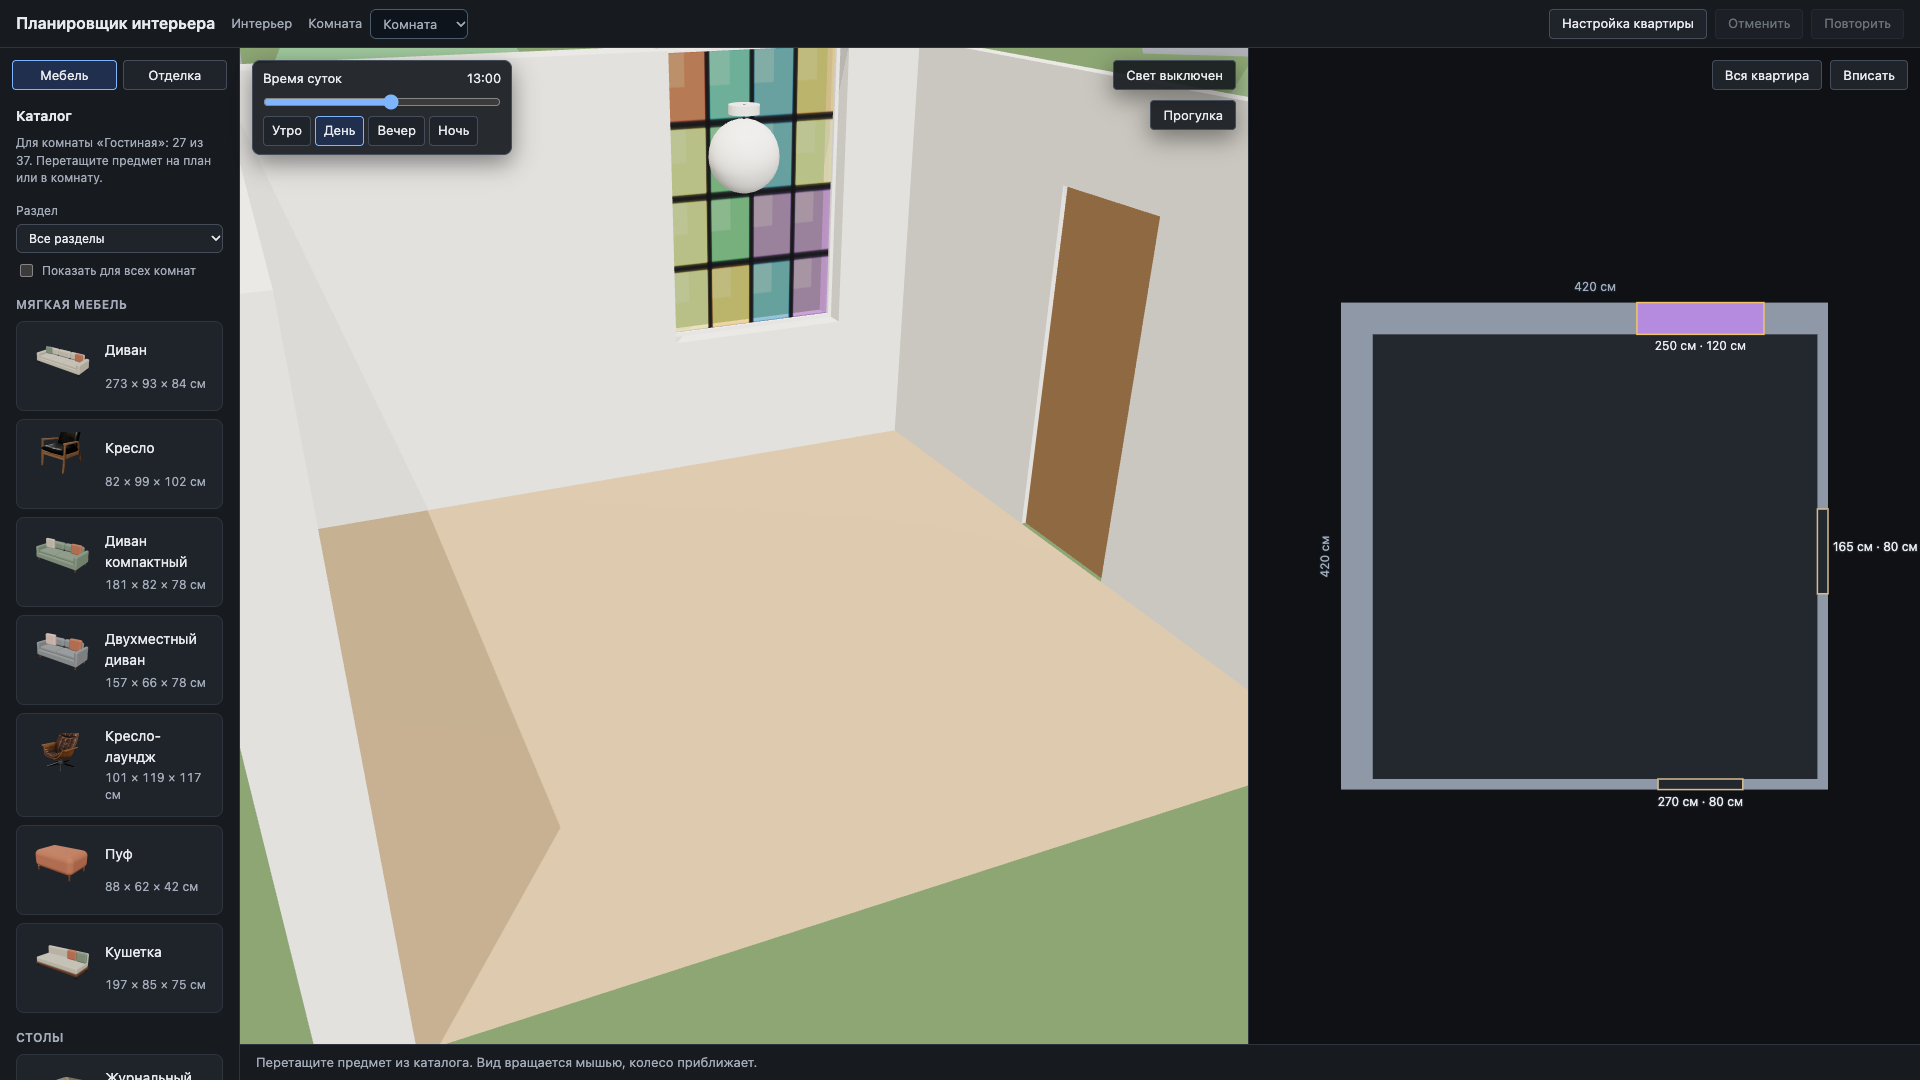 Планировщик интерьера
Интерьер
Комната
Комната
Настройка квартиры
Отменить
Повторить
Мебель
Отделка
Каталог
Для комнаты «Гостиная»: 27 из
37. Перетащите предмет на план
или в комнату.
Раздел
Все разделы
Показать для всех комнат
МЯГКАЯ МЕБЕЛЬ
Диван
273 × 93 × 84 см
Кресло
82 × 99 × 102 см
Диван
компактный
181 × 82 × 78 см
Двухместный
диван
157 × 66 × 78 см
Кресло-
лаундж
101 × 119 × 117
см
Пуф
88 × 62 × 42 см
Кушетка
197 × 85 × 75 см
СТОЛЫ
Журнальный
Время суток
13:00
Утро
День
Вечер
Ночь
Свет выключен
Прогулка
Вся квартира
Вписать
420 см
250 см · 120 см
420 см
165 см · 80 см
270 см · 80 см
Перетащите предмет из каталога. Вид вращается мышью, колесо приближает.